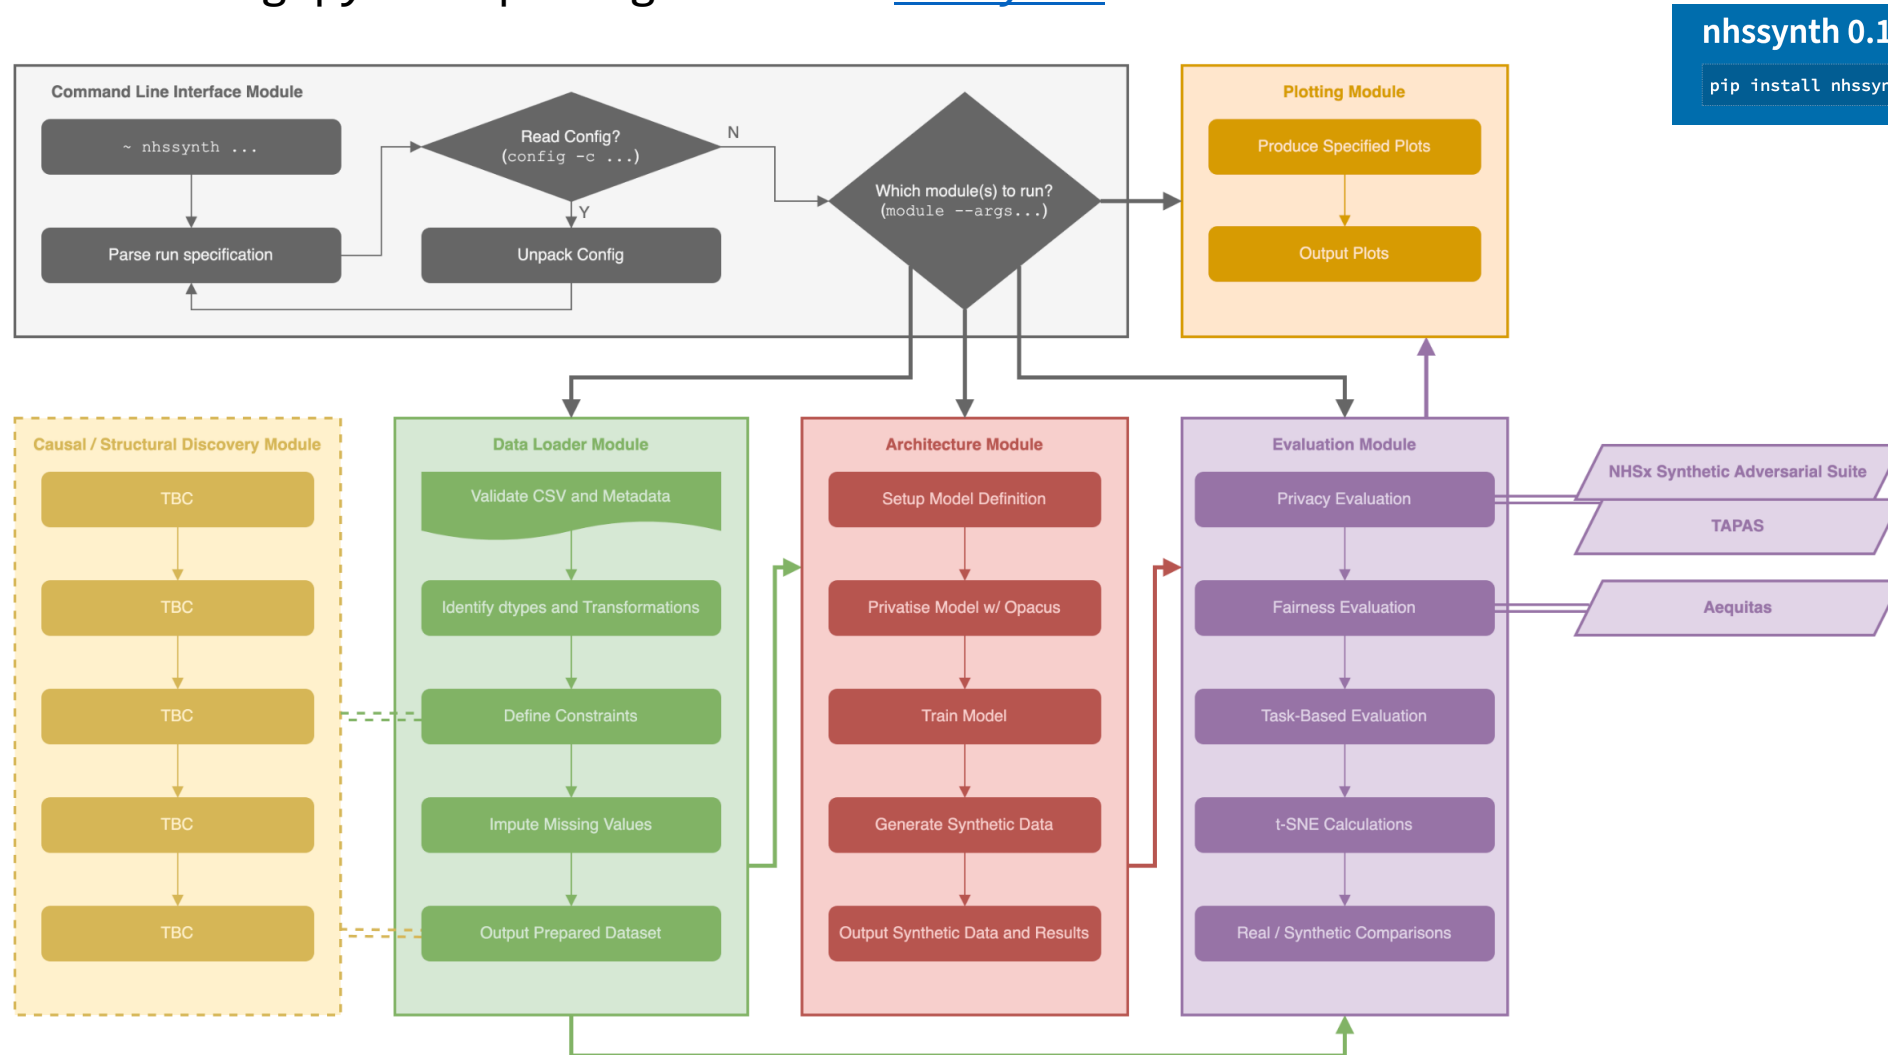 nhssynth 0.1
pip install nhssyn
Command Line Interface Module
~ nhssynth ...
Parse run specification
Read Config?
(config -c ...)
N
Y
Unpack Config
Which module(s) to run?
(module --args...)
Plotting Module
Produce Specified Plots
Output Plots
Causal / Structural Discovery Module
TBC
TBC
TBC
TBC
TBC
Data Loader Module
Validate CSV and Metadata
Identify dtypes and Transformations
Define Constraints
Impute Missing Values
Output Prepared Dataset
Architecture Module
Setup Model Definition
Privatise Model w/ Opacus
Train Model
Generate Synthetic Data
Output Synthetic Data and Results
Evaluation Module
Privacy Evaluation
Fairness Evaluation
Task-Based Evaluation
t-SNE Calculations
Real / Synthetic Comparisons
NHSx Synthetic Adversarial Suite
TAPAS
Aequitas